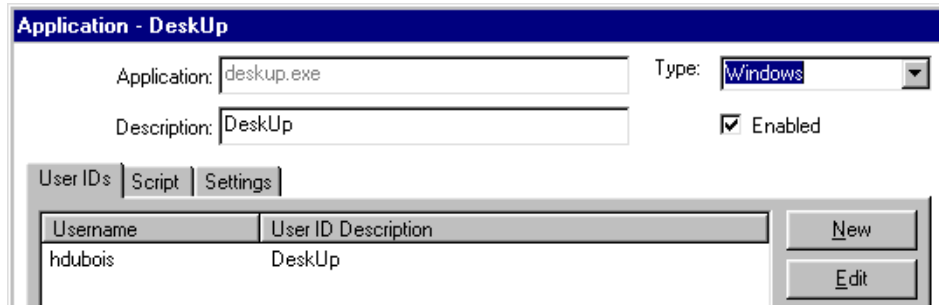 Application - DeskUp
Application: deskup.exe Type: Windows
Description: DeskUp Enabled
User IDs Script Settings
Username User ID Description New
hdubois DeskUp
Edit